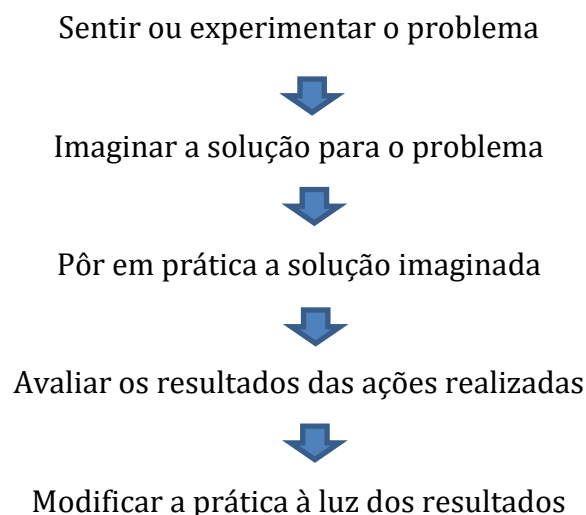 Sentir ou experimentar o problema
Imaginar a solução para o problema
Pôr em prática a solução imaginada
Avaliar os resultados das ações realizadas
Modificar a prática à luz dos resultados